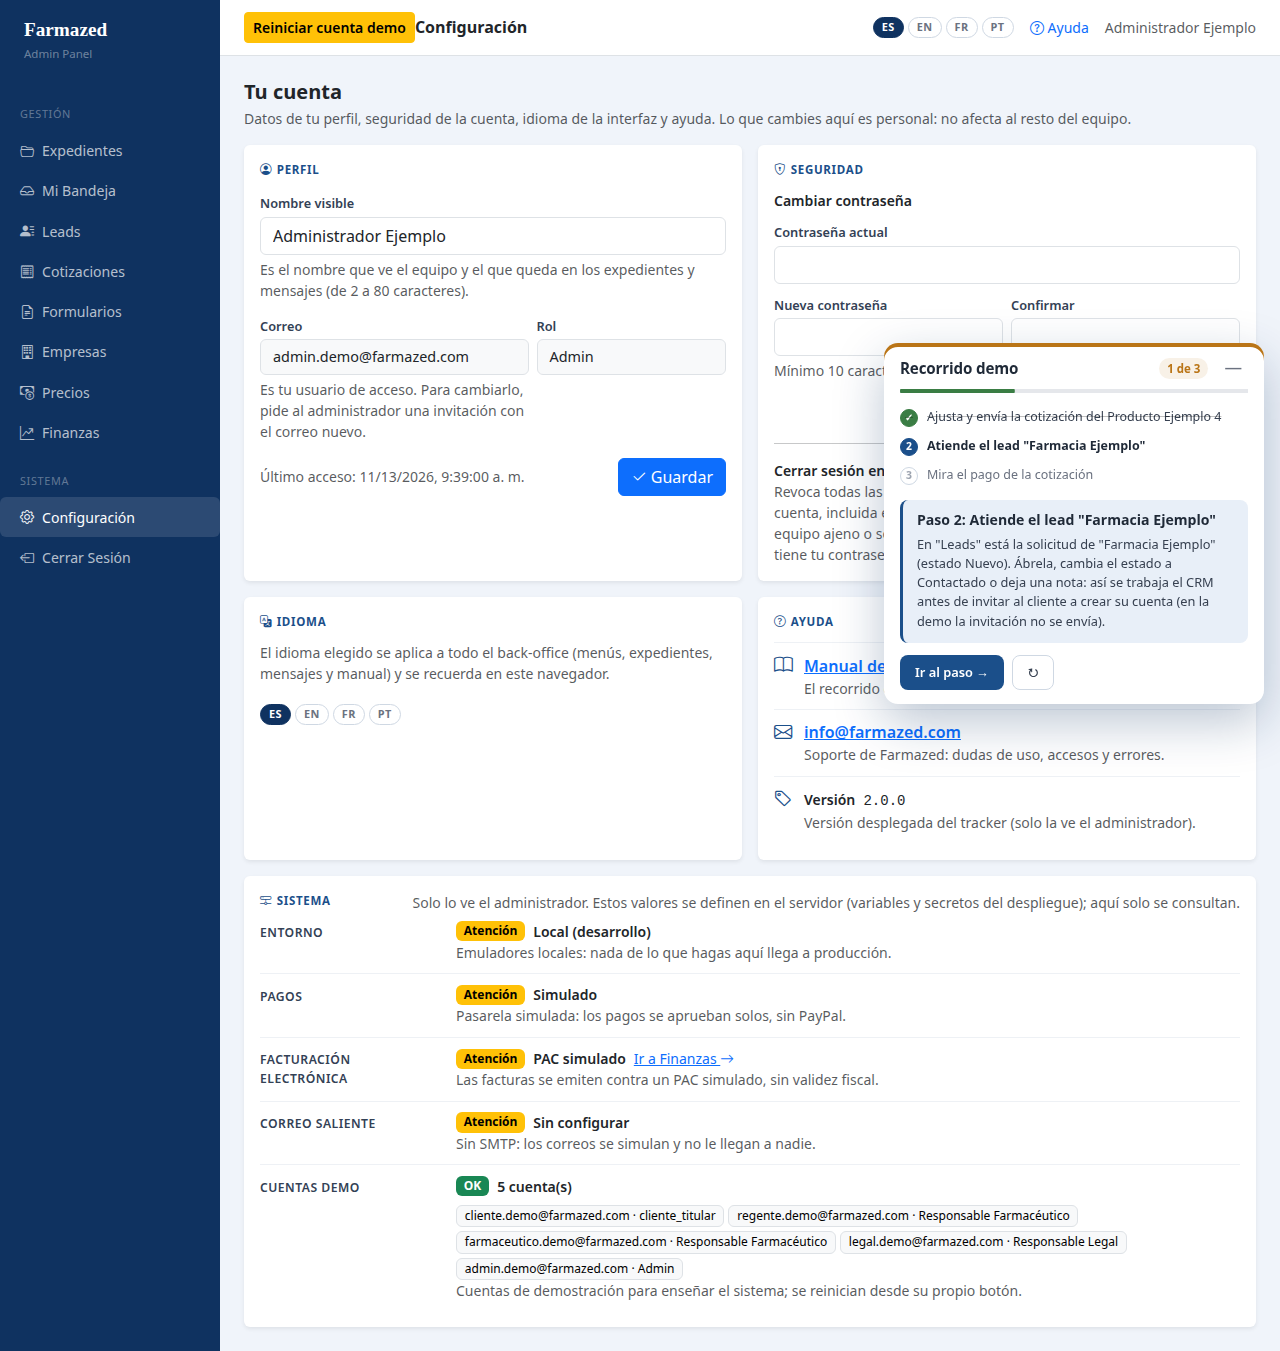 Farmazed
Admin Panel
GESTIÓN
Expedientes
Mi Bandeja
Leads
Cotizaciones
Formularios
Empresas
Precios
Finanzas
SISTEMA
Configuración
Cerrar Sesión
Reiniciar cuenta demo Configuración
ES EN FR PT Ayuda Administrador Ejemplo
Tu cuenta
Datos de tu perfil, seguridad de la cuenta, idioma de la interfaz y ayuda. Lo que cambies aquí es personal: no afecta al resto del equipo.
PERFIL
Nombre visible
Administrador Ejemplo
Es el nombre que ve el equipo y el que queda en los expedientes y
mensajes (de 2 a 80 caracteres).
Correo Rol
admin.demo@farmazed.com Admin
Es tu usuario de acceso. Para cambiarlo,
pide al administrador una invitación con
el correo nuevo.
Último acceso: 11/13/2026, 9:39:00 a. m. Guardar
SEGURIDAD
Cambiar contraseña
Contraseña actual
Nueva contraseña Confirmar
Mínimo 10 caract
Cerrar sesión en
Revoca todas las
cuenta, incluida e
equipo ajeno o s
tiene tu contrase
Recorrido demo 1 de 3 —
✓ Ajusta y envía la cotización del Producto Ejemplo 4
2 Atiende el lead "Farmacia Ejemplo"
3 Mira el pago de la cotización
Paso 2: Atiende el lead "Farmacia Ejemplo"
En "Leads" está la solicitud de "Farmacia Ejemplo"
(estado Nuevo). Ábrela, cambia el estado a
Contactado o deja una nota: así se trabaja el CRM
antes de invitar al cliente a crear su cuenta (en la
demo la invitación no se envía).
Ir al paso → ↻
IDIOMA
El idioma elegido se aplica a todo el back-office (menús, expedientes,
mensajes y manual) y se recuerda en este navegador.
ES EN FR PT
AYUDA
Manual de
El recorrido
info@farmazed.com
Soporte de Farmazed: dudas de uso, accesos y errores.
Versión 2.0.0
Versión desplegada del tracker (solo la ve el administrador).
SISTEMA Solo lo ve el administrador. Estos valores se definen en el servidor (variables y secretos del despliegue); aquí solo se consultan.
ENTORNO Atención Local (desarrollo)
Emuladores locales: nada de lo que hagas aquí llega a producción.
PAGOS Atención Simulado
Pasarela simulada: los pagos se aprueban solos, sin PayPal.
FACTURACIÓN
ELECTRÓNICA
Atención PAC simulado Ir a Finanzas →
Las facturas se emiten contra un PAC simulado, sin validez fiscal.
CORREO SALIENTE Atención Sin configurar
Sin SMTP: los correos se simulan y no le llegan a nadie.
CUENTAS DEMO OK 5 cuenta(s)
cliente.demo@farmazed.com · cliente_titular regente.demo@farmazed.com · Responsable Farmacéutico
farmaceutico.demo@farmazed.com · Responsable Farmacéutico legal.demo@farmazed.com · Responsable Legal
admin.demo@farmazed.com · Admin
Cuentas de demostración para enseñar el sistema; se reinician desde su propio botón.